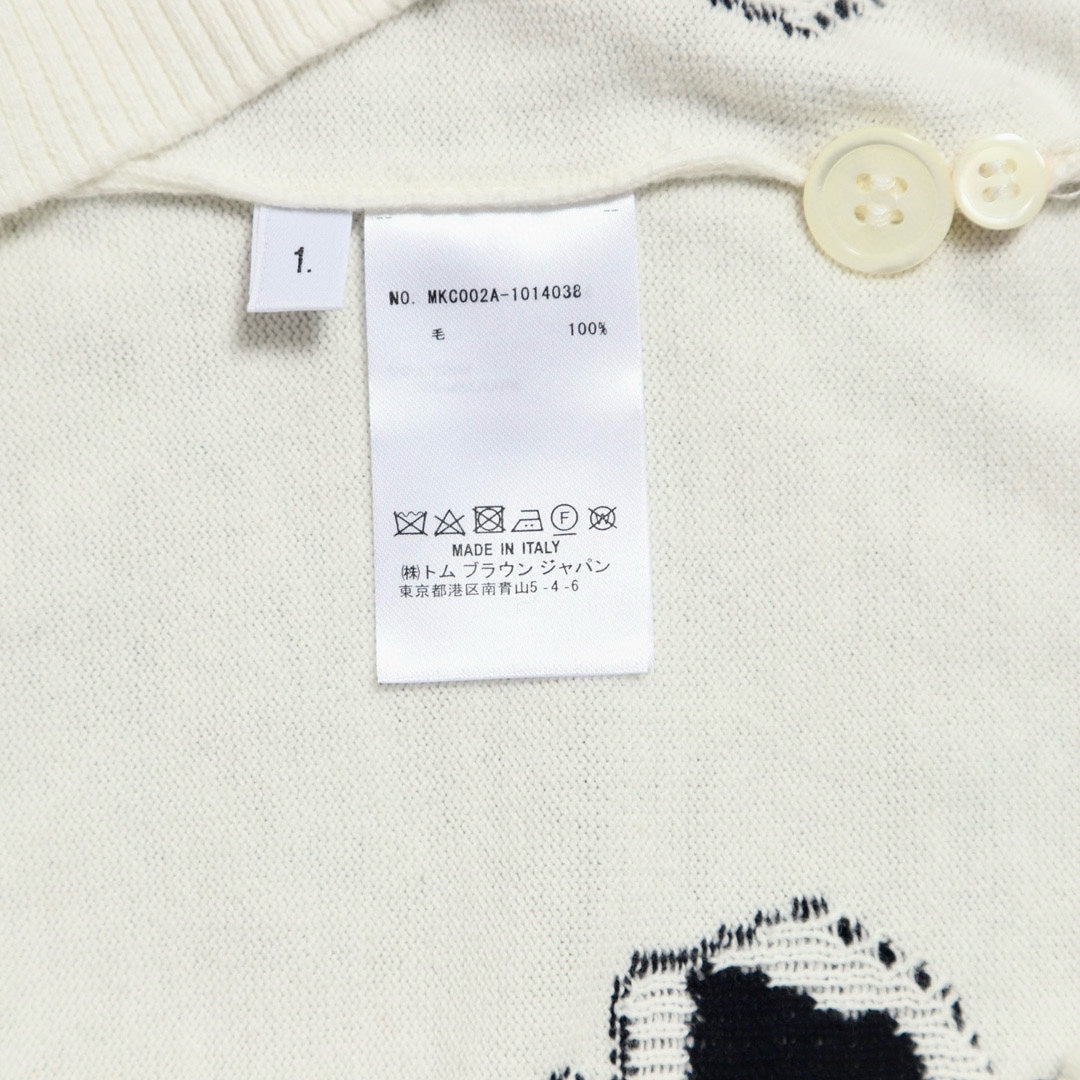 1.
NO. MKC002A-1014038
毛 100%
F W
MADE IN ITALY
㈱トム ブラウン ジャパン
東京都港区南青山5-4-6